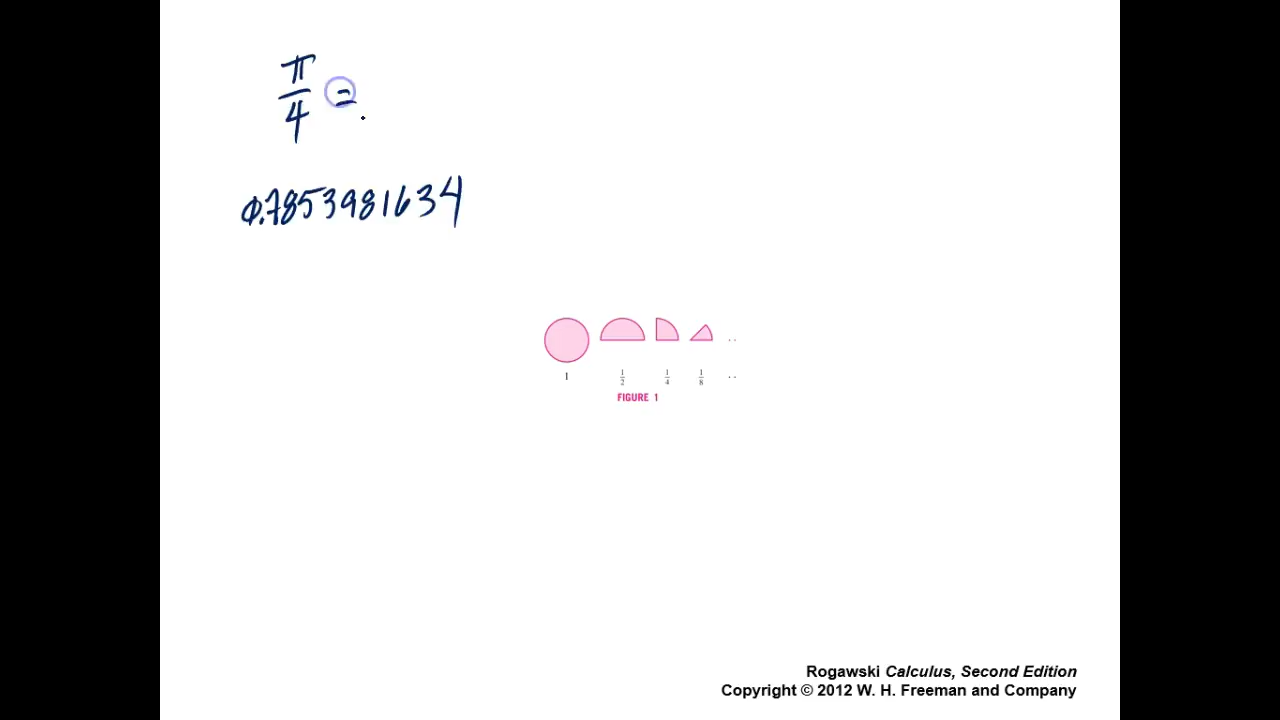 π/4 =
0.7853981634
1 1/2 1/4 1/8 ..
FIGURE 1
Rogawski Calculus, Second Edition
Copyright © 2012 W. H. Freeman and Company